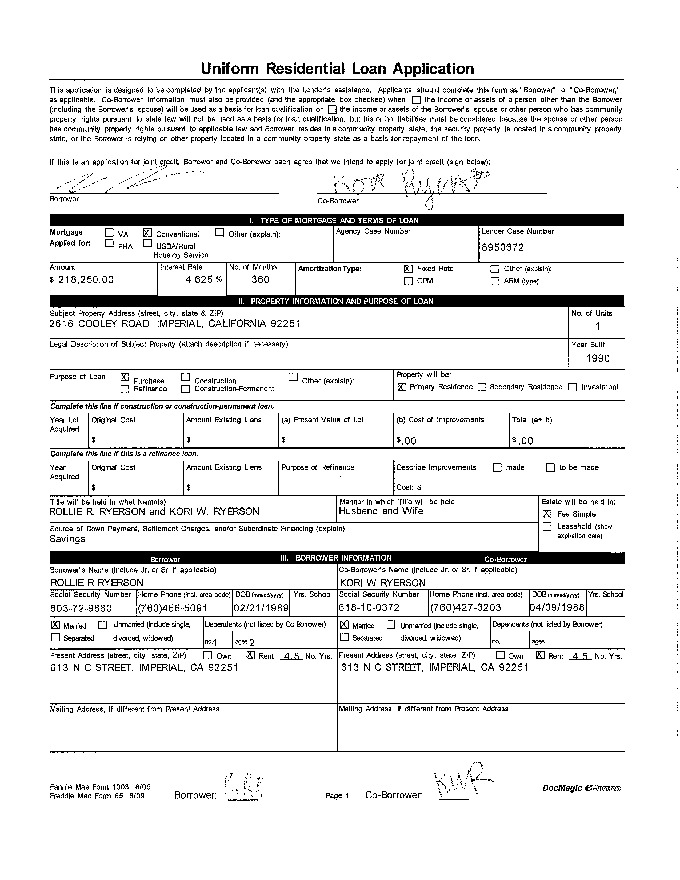 Uniform Residential Loan Application
This application is designed to be completed by the applicant(s) with the Lender's assistance. Applicants should complete this form as "Borrower" or "Co-Borrower,"
as applicable. Co-Borrower information must also be provided (and the appropriate box checked) when the income or assets of a person other than the Borrower
(including the Borrower's spouse) will be used as a basis for loan qualification or the income or assets of the Borrower's spouse or other person who has community
property rights pursuant to state law will not be used as a basis for loan qualification, but his or her liabilities must be considered because the spouse or other person
has community property rights pursuant to applicable law and Borrower resides in a community property state, the security property is located in a community property
state, or the Borrower is relying on other property located in a community property state as a basis for repayment of the loan.
If this is an application for joint credit, Borrower and Co-Borrower each agree that we intend to apply for joint credit (sign below):
Borrower Co-Borrower
I. TYPE OF MORTGAGE AND TERMS OF LOAN
Mortgage VA X Conventional Other (explain): Agency Case Number Lender Case Number
Applied for: FHA USDA/Rural Housing Service 6950372
Amount Interest Rate No. of Months Amortization Type: X Fixed Rate Other (explain):
$ 218,250.00 4.625 % 360 GPM ARM (type):
II. PROPERTY INFORMATION AND PURPOSE OF LOAN
Subject Property Address (street, city, state & ZIP) No. of Units
2616 COOLEY ROAD IMPERIAL, CALIFORNIA 92251 1
Legal Description of Subject Property (attach description if necessary) Year Built
1990
Purpose of Loan X Purchase Construction Other (explain): Property will be:
Refinance Construction-Permanent X Primary Residence Secondary Residence Investment
Complete this line if construction or construction-permanent loan.
Year Lot Acquired Original Cost Amount Existing Liens (a) Present Value of Lot (b) Cost of Improvements Total (a+b)
$ $ $ $.00 $.00
Complete this line if this is a refinance loan.
Year Acquired Original Cost Amount Existing Liens Purpose of Refinance Describe Improvements made to be made
$ $ Cost: $
Title will be held in what Name(s) Manner in which Title will be held Estate will be held in:
ROLLIE R. RYERSON and KORI W. RYERSON Husband and Wife X Fee Simple
Source of Down Payment, Settlement Charges, and/or Subordinate Financing (explain) Leasehold (show
Savings expiration date)
Borrower III. BORROWER INFORMATION Co-Borrower
Borrower's Name (include Jr. or Sr. if applicable) Co-Borrower's Name (include Jr. or Sr. if applicable)
ROLLIE R RYERSON KORI W RYERSON
Social Security Number Home Phone (incl. area code) DOB (mm/dd/yyyy) Yrs. School Social Security Number Home Phone (incl. area code) DOB (mm/dd/yyyy) Yrs. School
(760)427-3203
X Married Unmarried (include single, Dependents (not listed by Co-Borrower) X Married Unmarried (include single, Dependents (not listed by Borrower)
Separated divorced, widowed) no. ages Separated divorced, widowed) no. ages
Present Address (street, city, state, ZIP) Own X Rent 4.5 No. Yrs. Present Address (street, city, state, ZIP) Own X Rent 4.5 No. Yrs.
613 N C STREET, IMPERIAL, CA 92251 313 N C STREET, IMPERIAL, CA 92251
Mailing Address, if different from Present Address Mailing Address, if different from Present Address
Fannie Mae Form 1003 6/09
Freddie Mac Form 65 6/09 Borrower: Page 1 Co-Borrower: KWR DocMagic